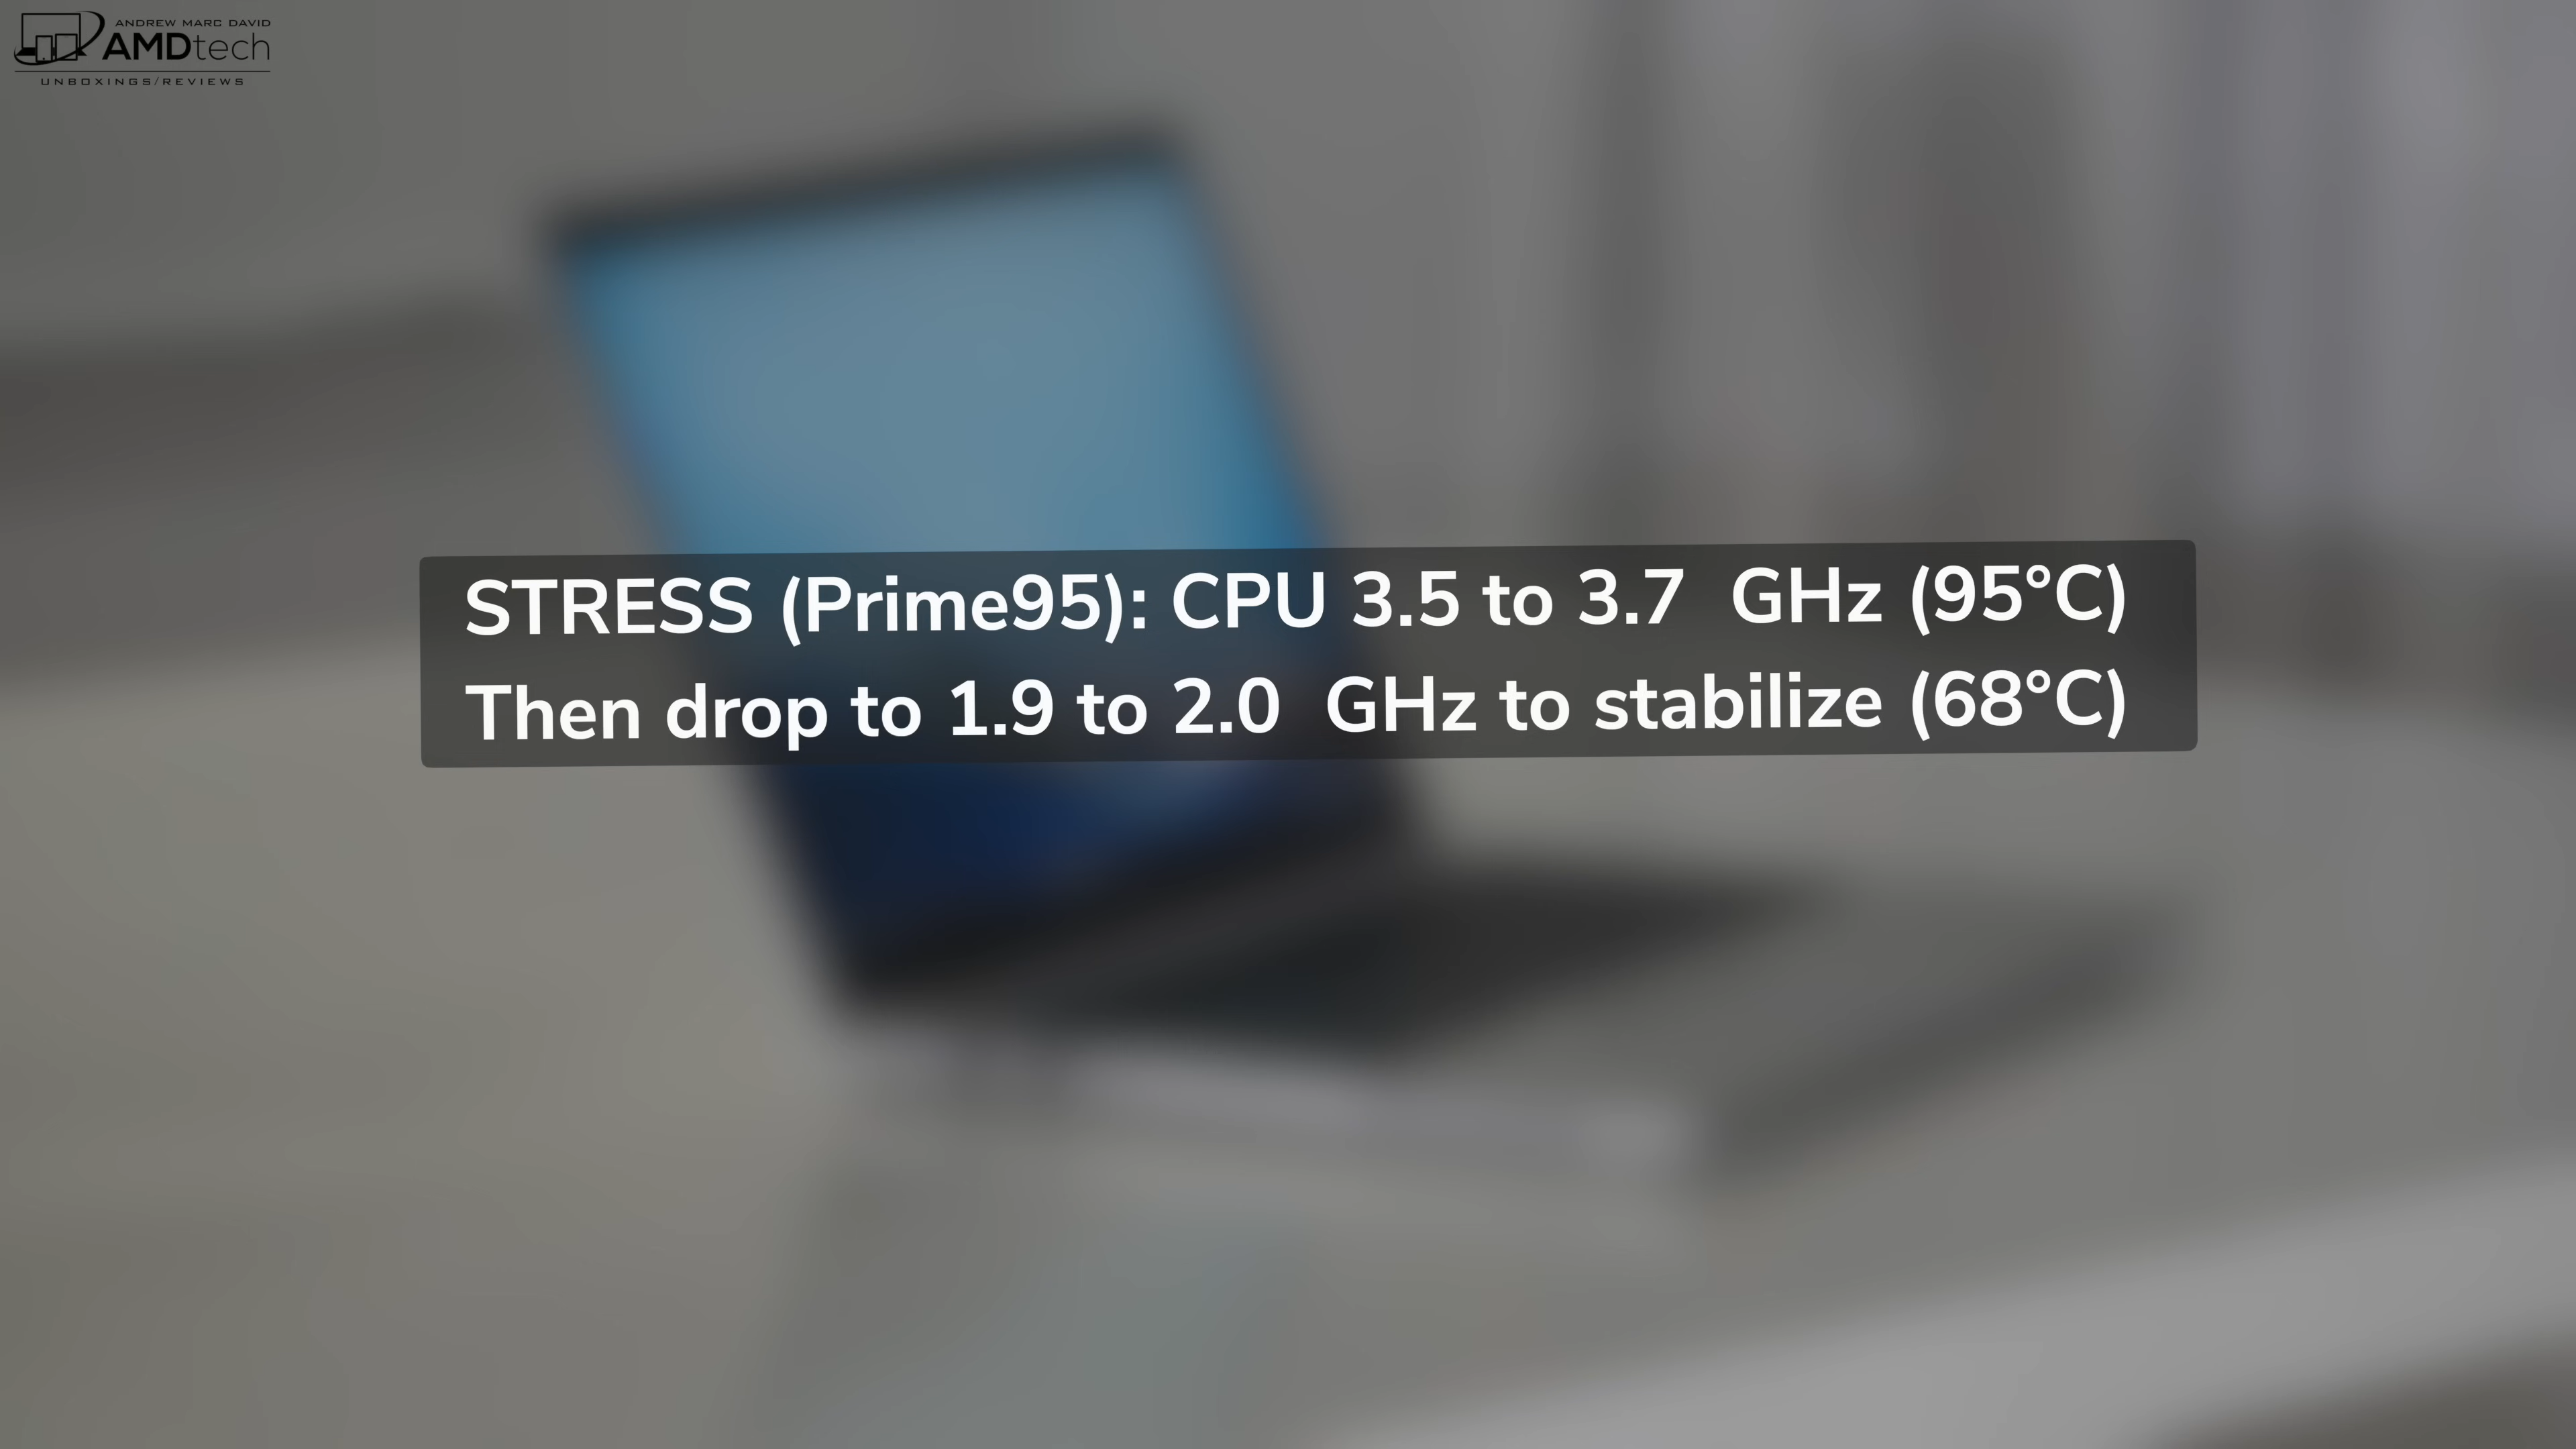 ANDREW MARC DAVID
AMDtech
UNBOXINGS/REVIEWS
STRESS (Prime95): CPU 3.5 to 3.7 GHz (95°C)
Then drop to 1.9 to 2.0 GHz to stabilize (68°C)